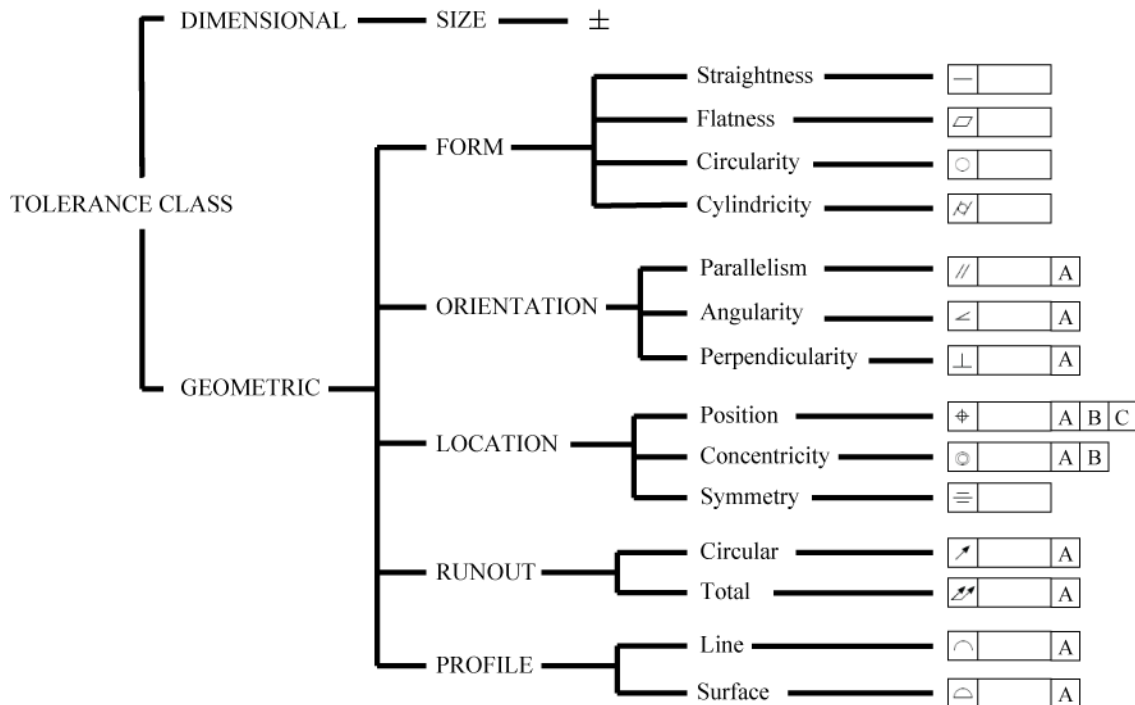 DIMENSIONAL SIZE ±
Straightness
Flatness
FORM
Circularity
TOLERANCE CLASS
Cylindricity
Parallelism A
ORIENTATION
Angularity A
Perpendicularity A
GEOMETRIC
Position A B C
LOCATION
Concentricity A B
Symmetry
Circular A
RUNOUT
Total A
Line A
PROFILE
Surface A